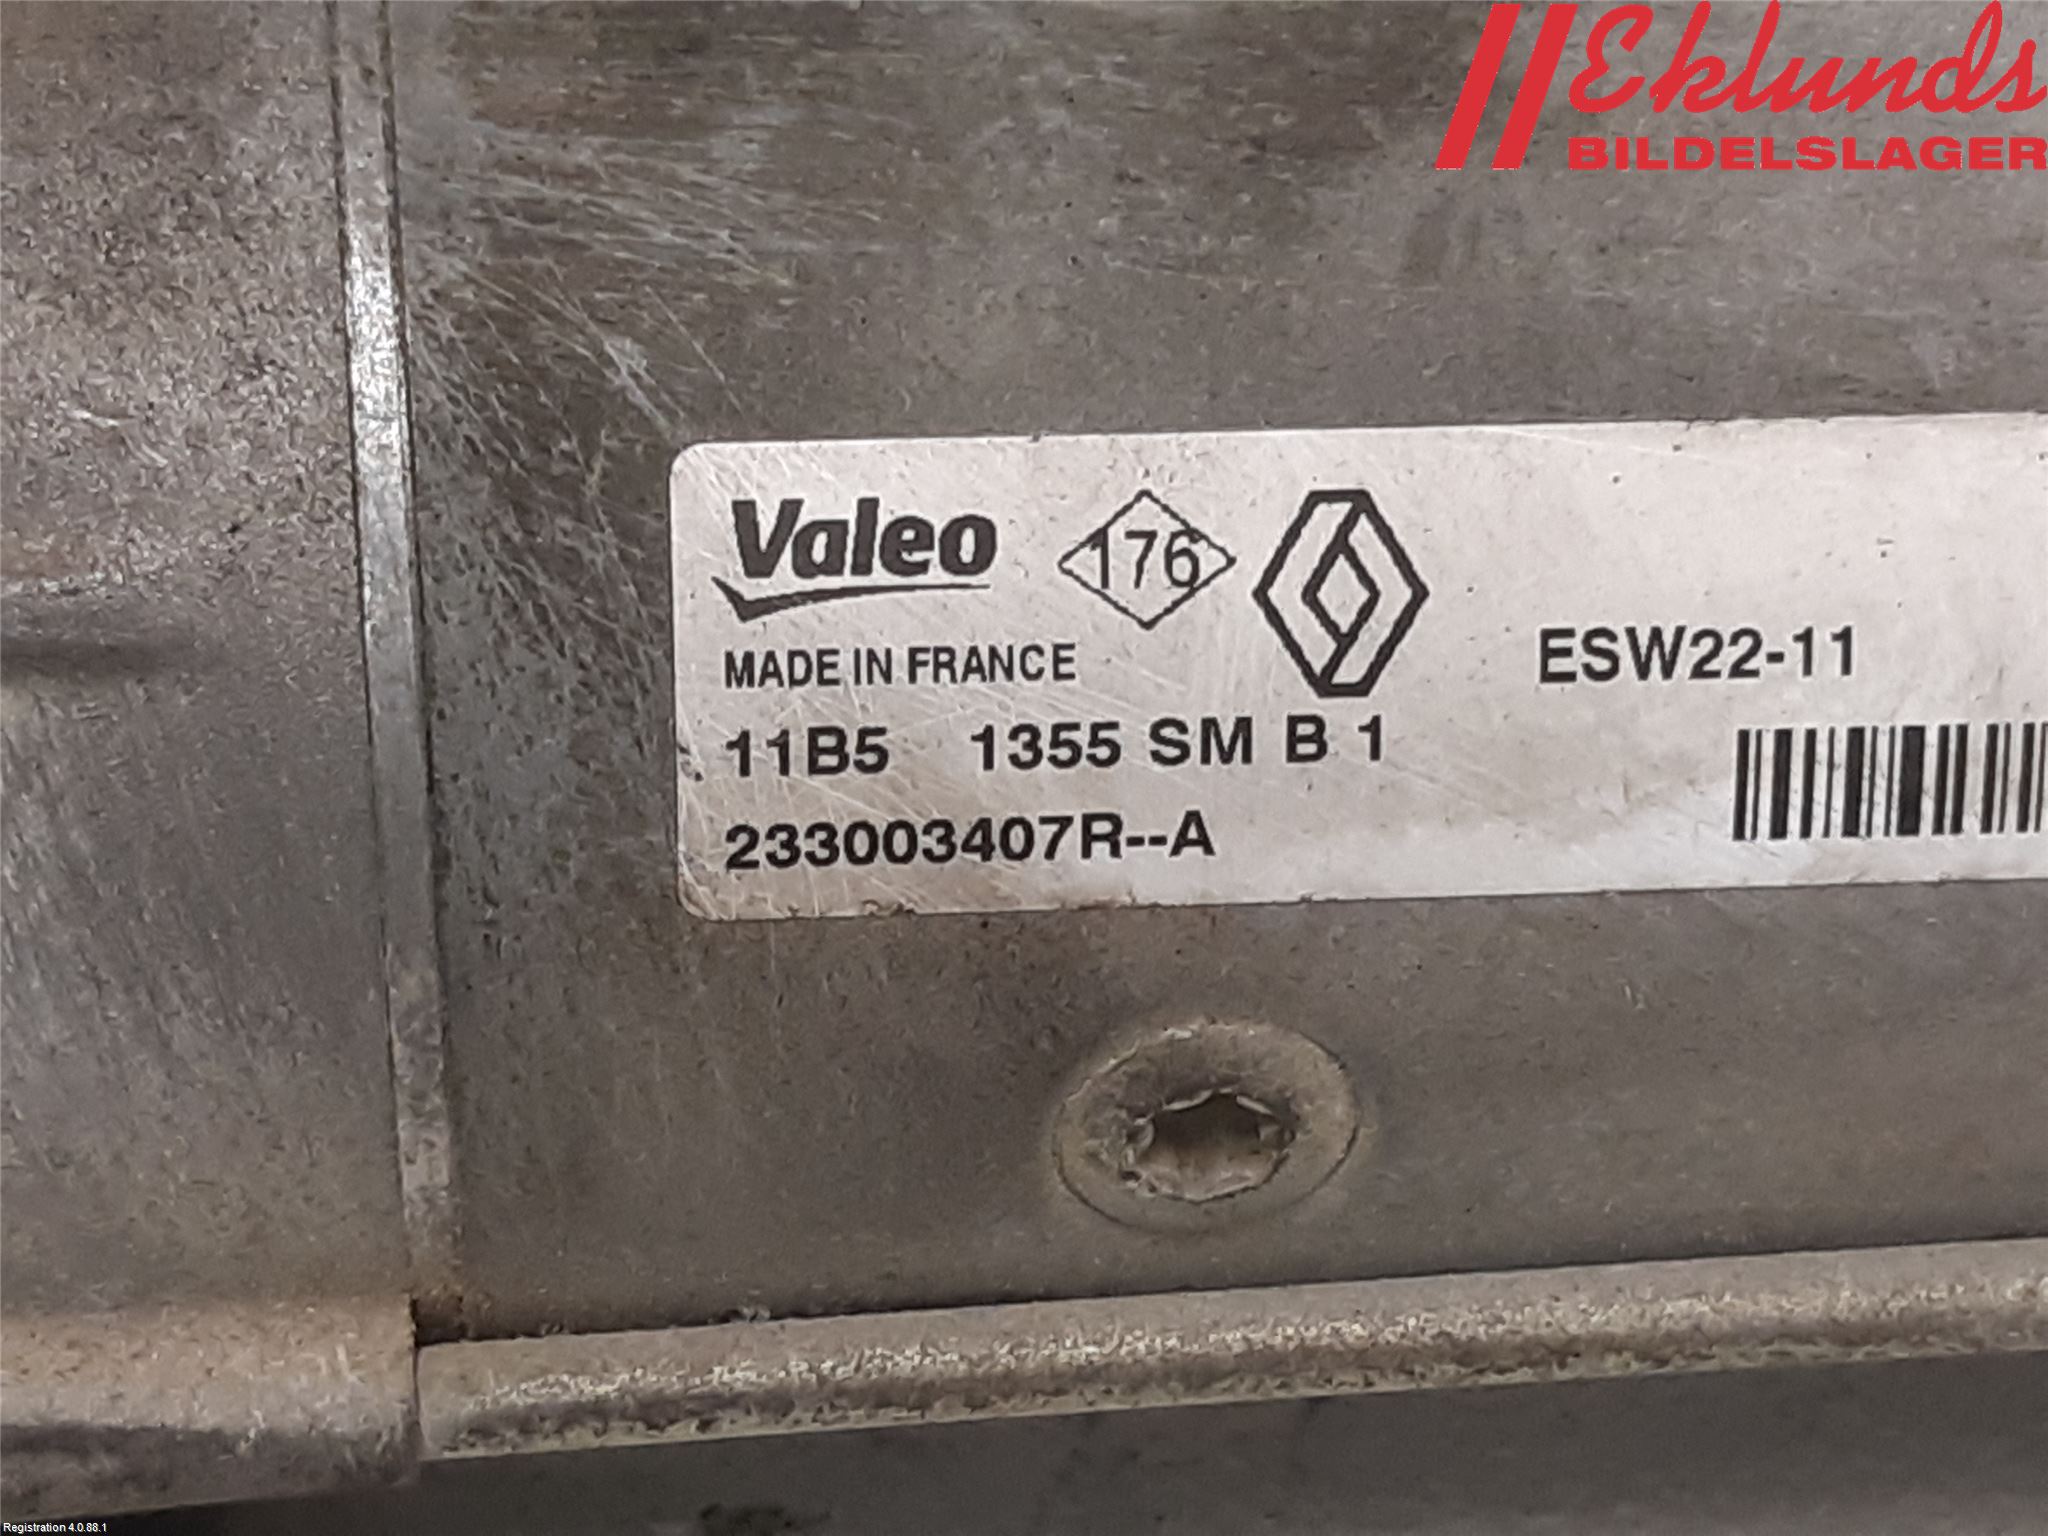 Eklunds
BILDELSLAGER
Valeo 176
MADE IN FRANCE
ESW22-11
11B5 1355 SM B 1
233003407R--A
Registration 4.0.88.1